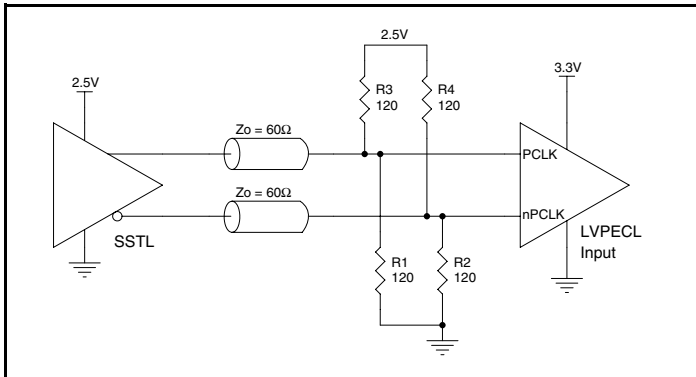 2.5V
3.3V
2.5V
R3
120
R4
120
Zo = 60Ω
PCLK
Zo = 60Ω
nPCLK
SSTL
LVPECL
Input
R1
120
R2
120